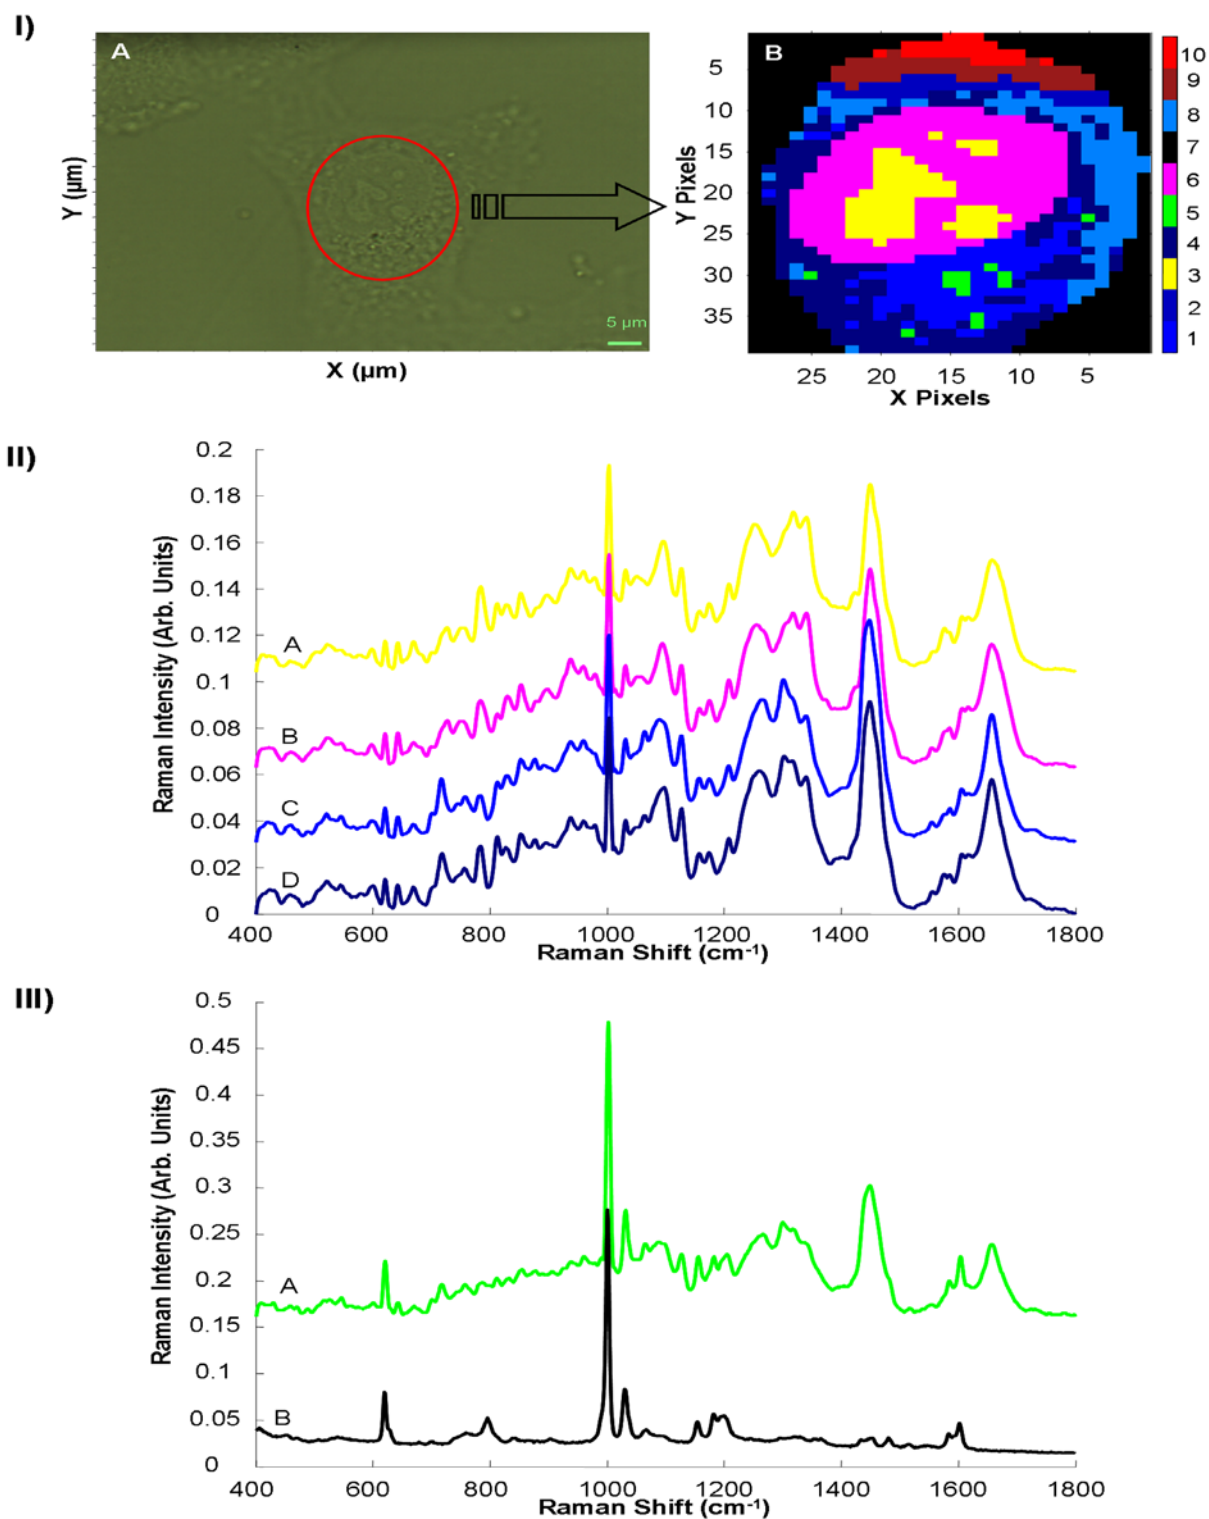 I)
A
Y (µm)
5 µm
X (µm)
B
Y Pixels
5
10
15
20
25
30
35
25 20 15 10 5
X Pixels
10
9
8
7
6
5
4
3
2
1
II)
Raman Intensity (Arb. Units)
0.2
0.18
0.16
0.14
0.12
0.1
0.08
0.06
0.04
0.02
0
A
B
C
D
400 600 800 1000 1200 1400 1600 1800
Raman Shift (cm-1)
III)
Raman Intensity (Arb. Units)
0.5
0.45
0.4
0.35
0.3
0.25
0.2
0.15
0.1
0.05
0
A
B
400 600 800 1000 1200 1400 1600 1800
Raman Shift (cm-1)